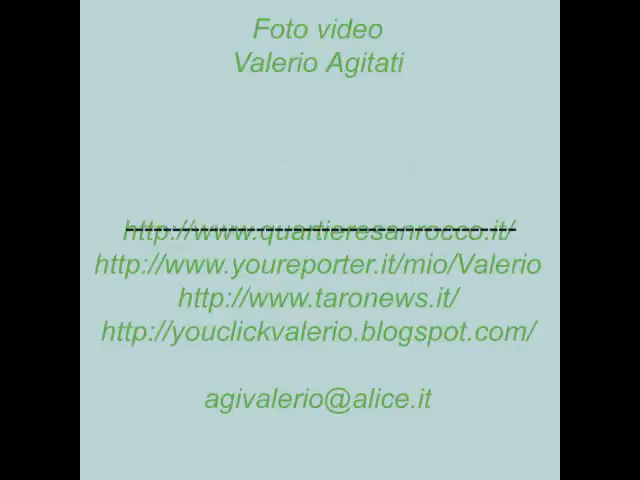 Foto video
Valerio Agitati
http://www.quartieresanrocco.it/
http://www.youreporter.it/mio/Valerio
http://www.taronews.it/
http://youclickvalerio.blogspot.com/
agivalerio@alice.it